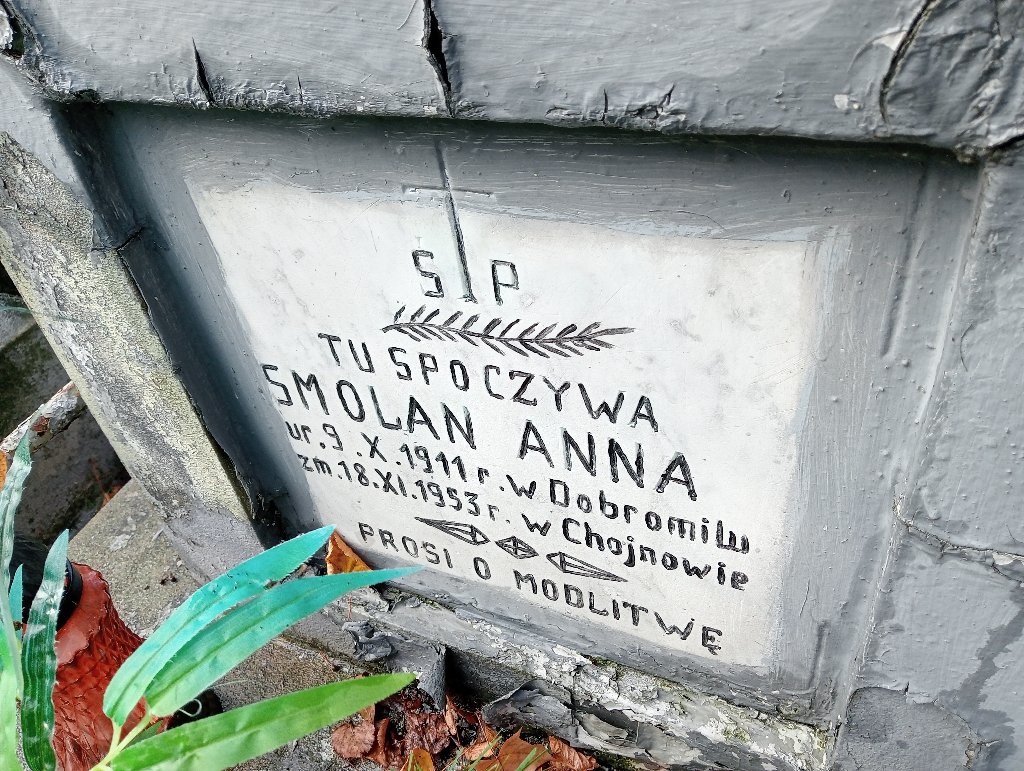 S P
TU SPOCZYWA
SMOLAN ANNA
ur. 9. X. 1911 r. w Dobromilu
zm. 18. XI. 1953 r. w Chojnowie
PROSI O MODLITWĘ